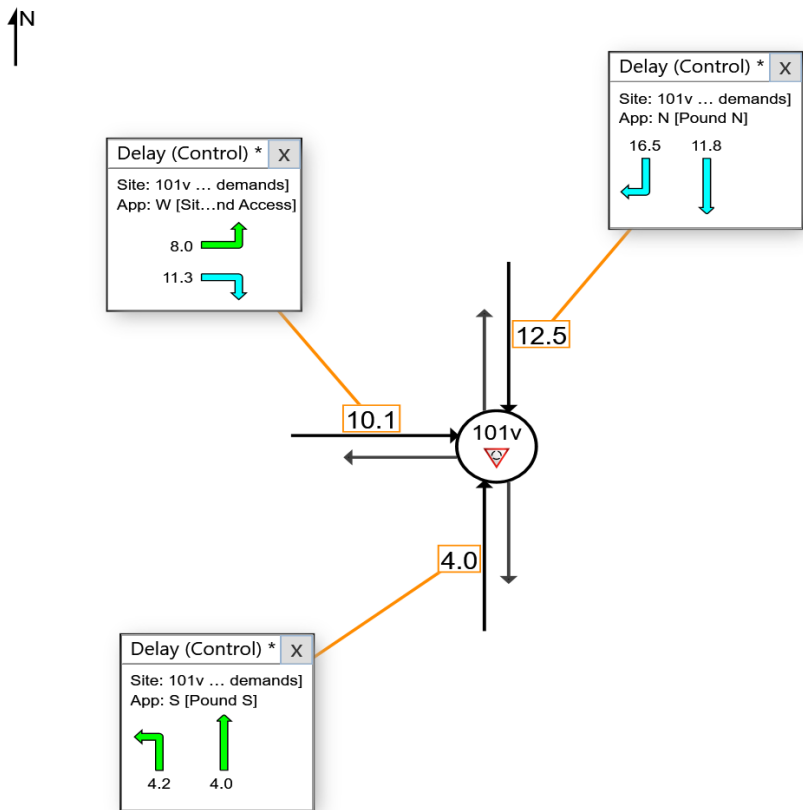 N
Delay (Control) * X
Site: 101v ... demands]
App: N [Pound N]
16.5 11.8
Delay (Control) * X
Site: 101v ... demands]
App: W [Sit...nd Access]
8.0
11.3
12.5
10.1
101v
4.0
Delay (Control) * X
Site: 101v ... demands]
App: S [Pound S]
4.2 4.0